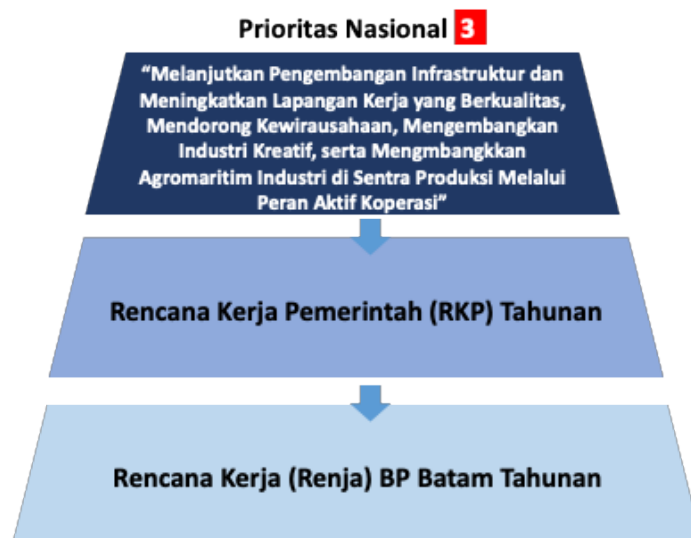 Prioritas Nasional 3
“Melanjutkan Pengembangan Infrastruktur dan
Meningkatkan Lapangan Kerja yang Berkualitas,
Mendorong Kewirausahaan, Mengembangkan
Industri Kreatif, serta Mengmbangkkan
Agromaritim Industri di Sentra Produksi Melalui
Peran Aktif Koperasi”
Rencana Kerja Pemerintah (RKP) Tahunan
Rencana Kerja (Renja) BP Batam Tahunan